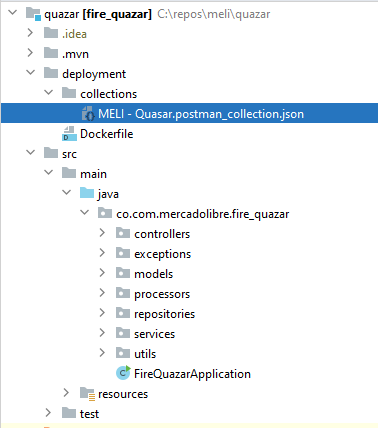 quazar [fire_quazar] C:\repos\meli\quazar
.idea
.mvn
deployment
collections
MELI - Quasar.postman_collection.json
Dockerfile
src
main
java
co.com.mercadolibre.fire_quazar
controllers
exceptions
models
processors
repositories
services
utils
FireQuazarApplication
resources
test